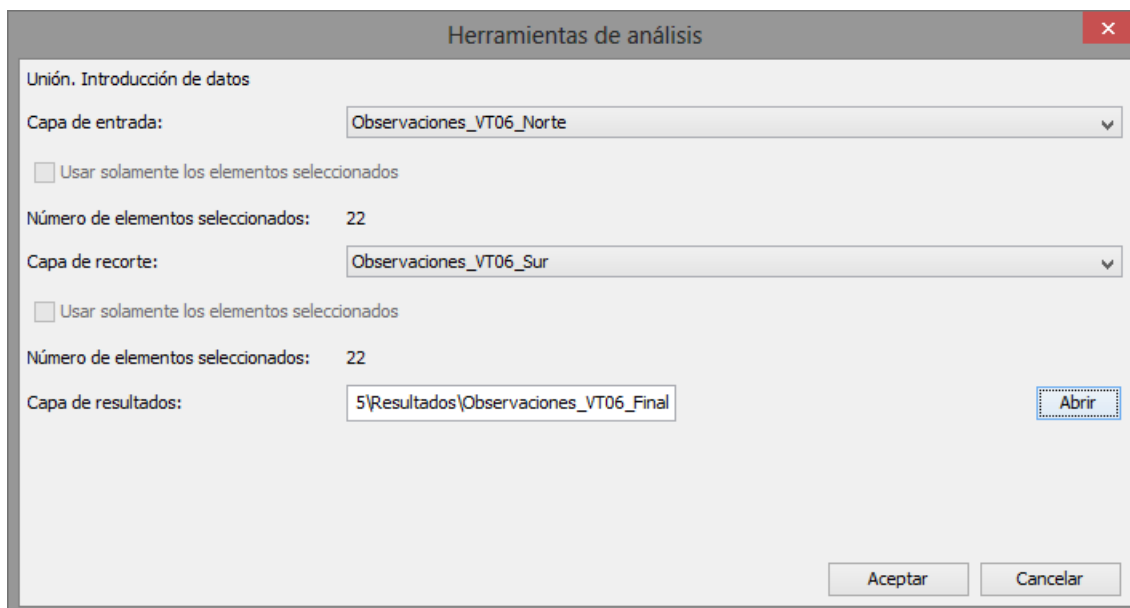 Herramientas de análisis
Unión. Introducción de datos
Capa de entrada: Observaciones_VT06_Norte
Usar solamente los elementos seleccionados
Número de elementos seleccionados: 22
Capa de recorte: Observaciones_VT06_Sur
Usar solamente los elementos seleccionados
Número de elementos seleccionados: 22
Capa de resultados: 5\Resultados\Observaciones_VT06_Final Abrir
Aceptar Cancelar